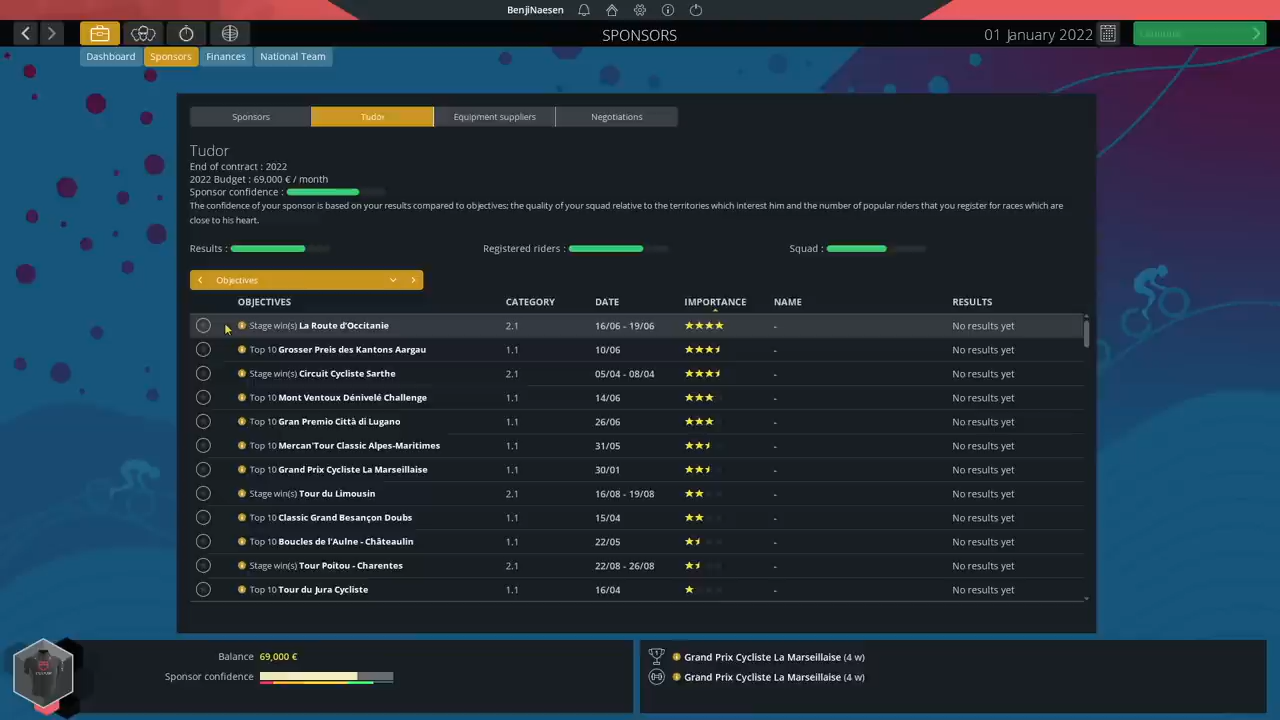 BenjiNaesen
SPONSORS
01 January 2022
Dashboard Sponsors Finances National Team
Sponsors Tudor Equipment suppliers Negotiations
Tudor
End of contract : 2022
2022 Budget : 69,000 € / month
Sponsor confidence :
The confidence of your sponsor is based on your results compared to objectives; the quality of your squad relative to the territories which interest him and the number of popular riders that you register for races which are
close to his heart.
Results : Registered riders : Squad :
Objectives
OBJECTIVES CATEGORY DATE IMPORTANCE NAME RESULTS
Stage win(s) La Route d'Occitanie 2.1 16/06 - 19/06 - No results yet
Top 10 Grosser Preis des Kantons Aargau 1.1 10/06 - No results yet
Stage win(s) Circuit Cycliste Sarthe 2.1 05/04 - 08/04 - No results yet
Top 10 Mont Ventoux Dénivelé Challenge 1.1 14/06 - No results yet
Top 10 Gran Premio Città di Lugano 1.1 26/06 - No results yet
Top 10 Mercan'Tour Classic Alpes-Maritimes 1.1 31/05 - No results yet
Top 10 Grand Prix Cycliste La Marseillaise 1.1 30/01 - No results yet
Stage win(s) Tour du Limousin 2.1 16/08 - 19/08 - No results yet
Top 10 Classic Grand Besançon Doubs 1.1 15/04 - No results yet
Top 10 Boucles de l'Aulne - Châteaulin 1.1 22/05 - No results yet
Stage win(s) Tour Poitou - Charentes 2.1 22/08 - 26/08 - No results yet
Top 10 Tour du Jura Cycliste 1.1 16/04 - No results yet
Balance 69,000 €
Sponsor confidence
Grand Prix Cycliste La Marseillaise (4 w)
Grand Prix Cycliste La Marseillaise (4 w)